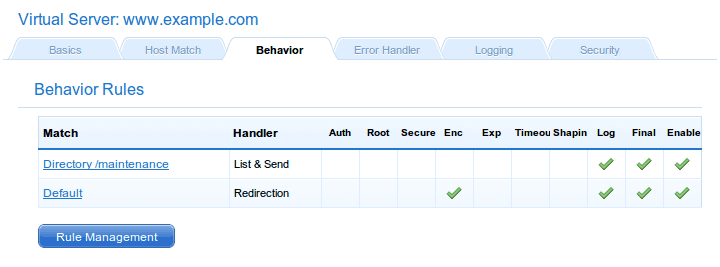 Virtual Server: www.example.com
Basics Host Match Behavior Error Handler Logging Security
Behavior Rules
Match Handler Auth Root Secure Enc Exp Timeou Shapin Log Final Enable
Directory /maintenance List & Send
Default Redirection
Rule Management